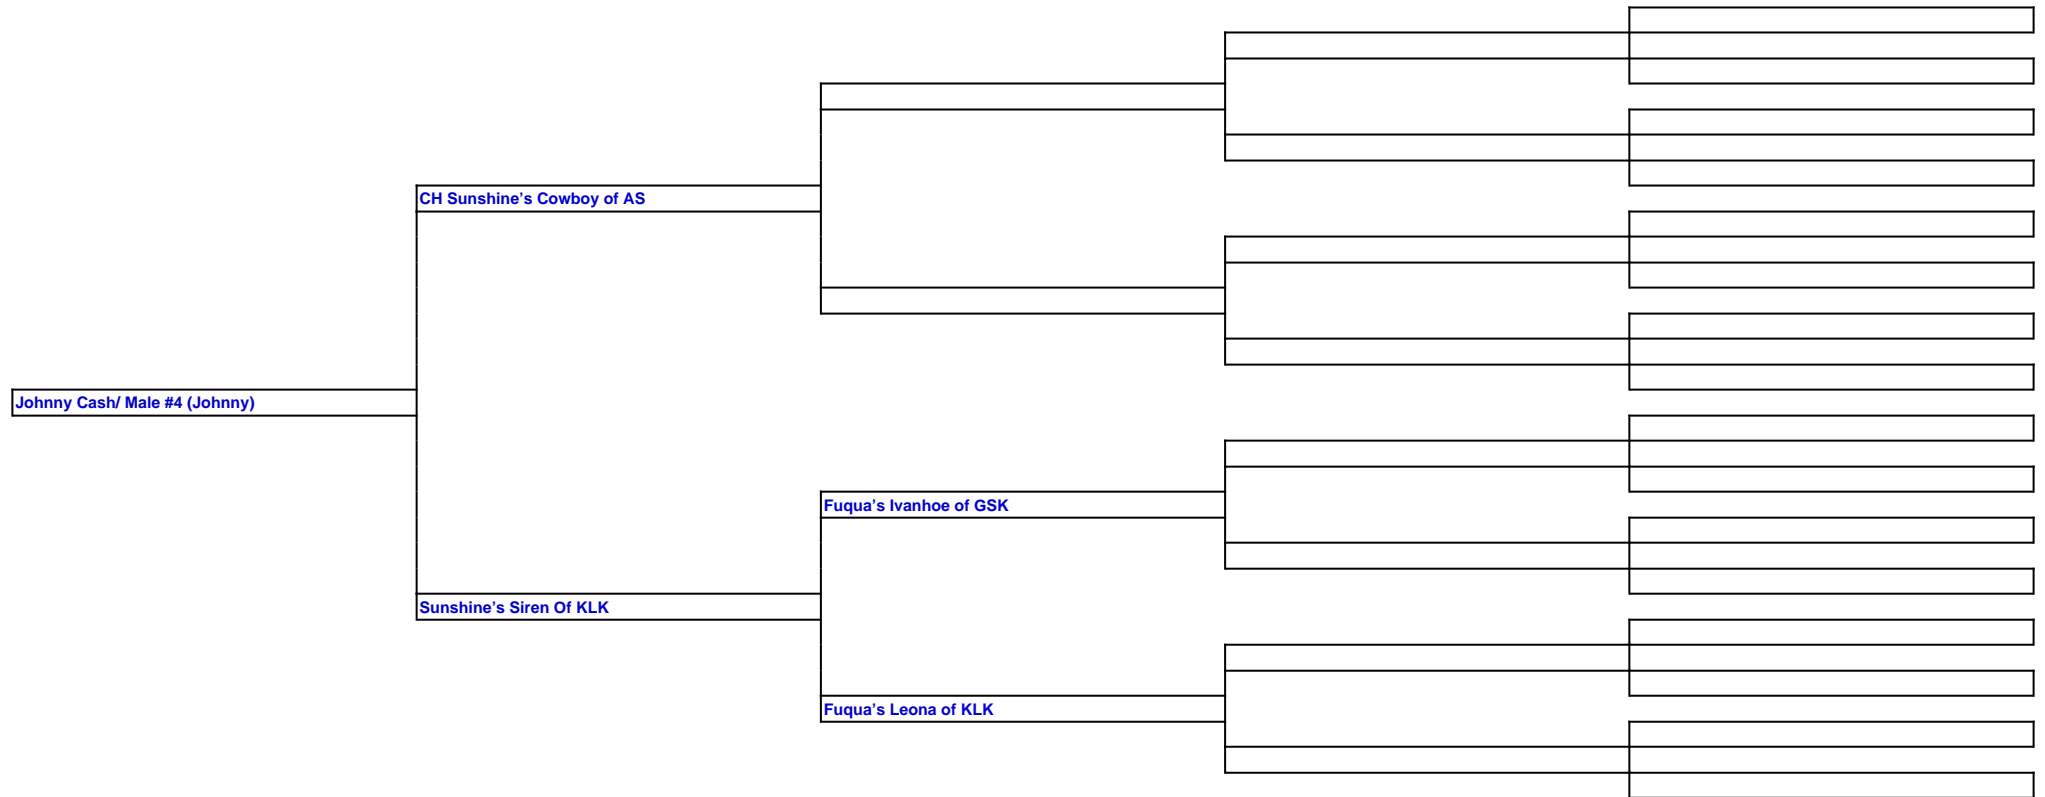 CH Sunshine’s Cowboy of AS
Johnny Cash/ Male #4 (Johnny)
Fuqua’s Ivanhoe of GSK
Sunshine’s Siren Of KLK
Fuqua’s Leona of KLK